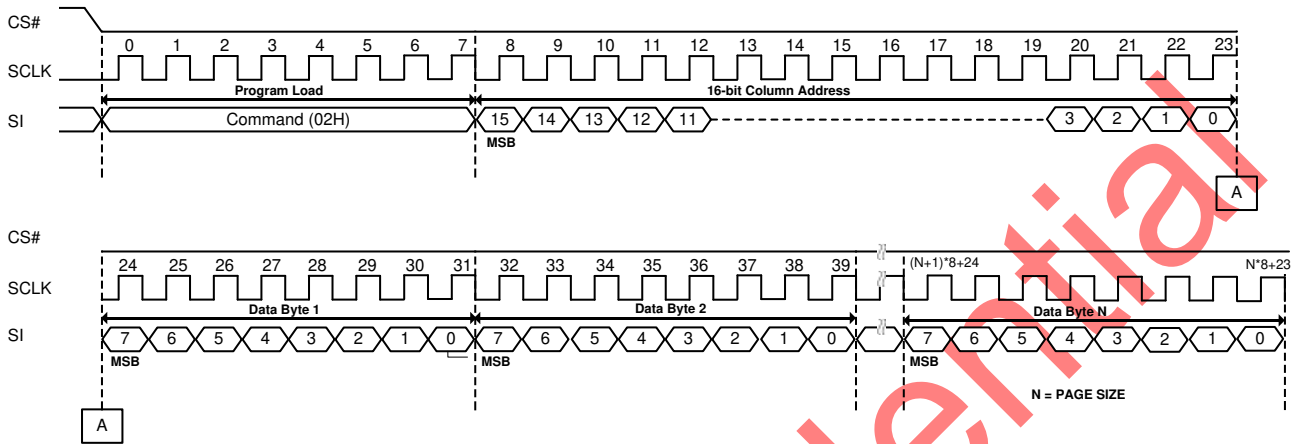 CS#
0 1 2 3 4 5 6 7 8 9 10 11 12 13 14 15 16 17 18 19 20 21 22 23
SCLK
Program Load 16-bit Column Address
SI Command (02H) 15 14 13 12 11 3 2 1 0
MSB
A
CS#
24 25 26 27 28 29 30 31 32 33 34 35 36 37 38 39 (N+1)*8+24 N*8+23
SCLK
Data Byte 1 Data Byte 2 Data Byte N
SI 7 6 5 4 3 2 1 0 7 6 5 4 3 2 1 0 7 6 5 4 3 2 1 0
MSB MSB MSB
N = PAGE SIZE
A